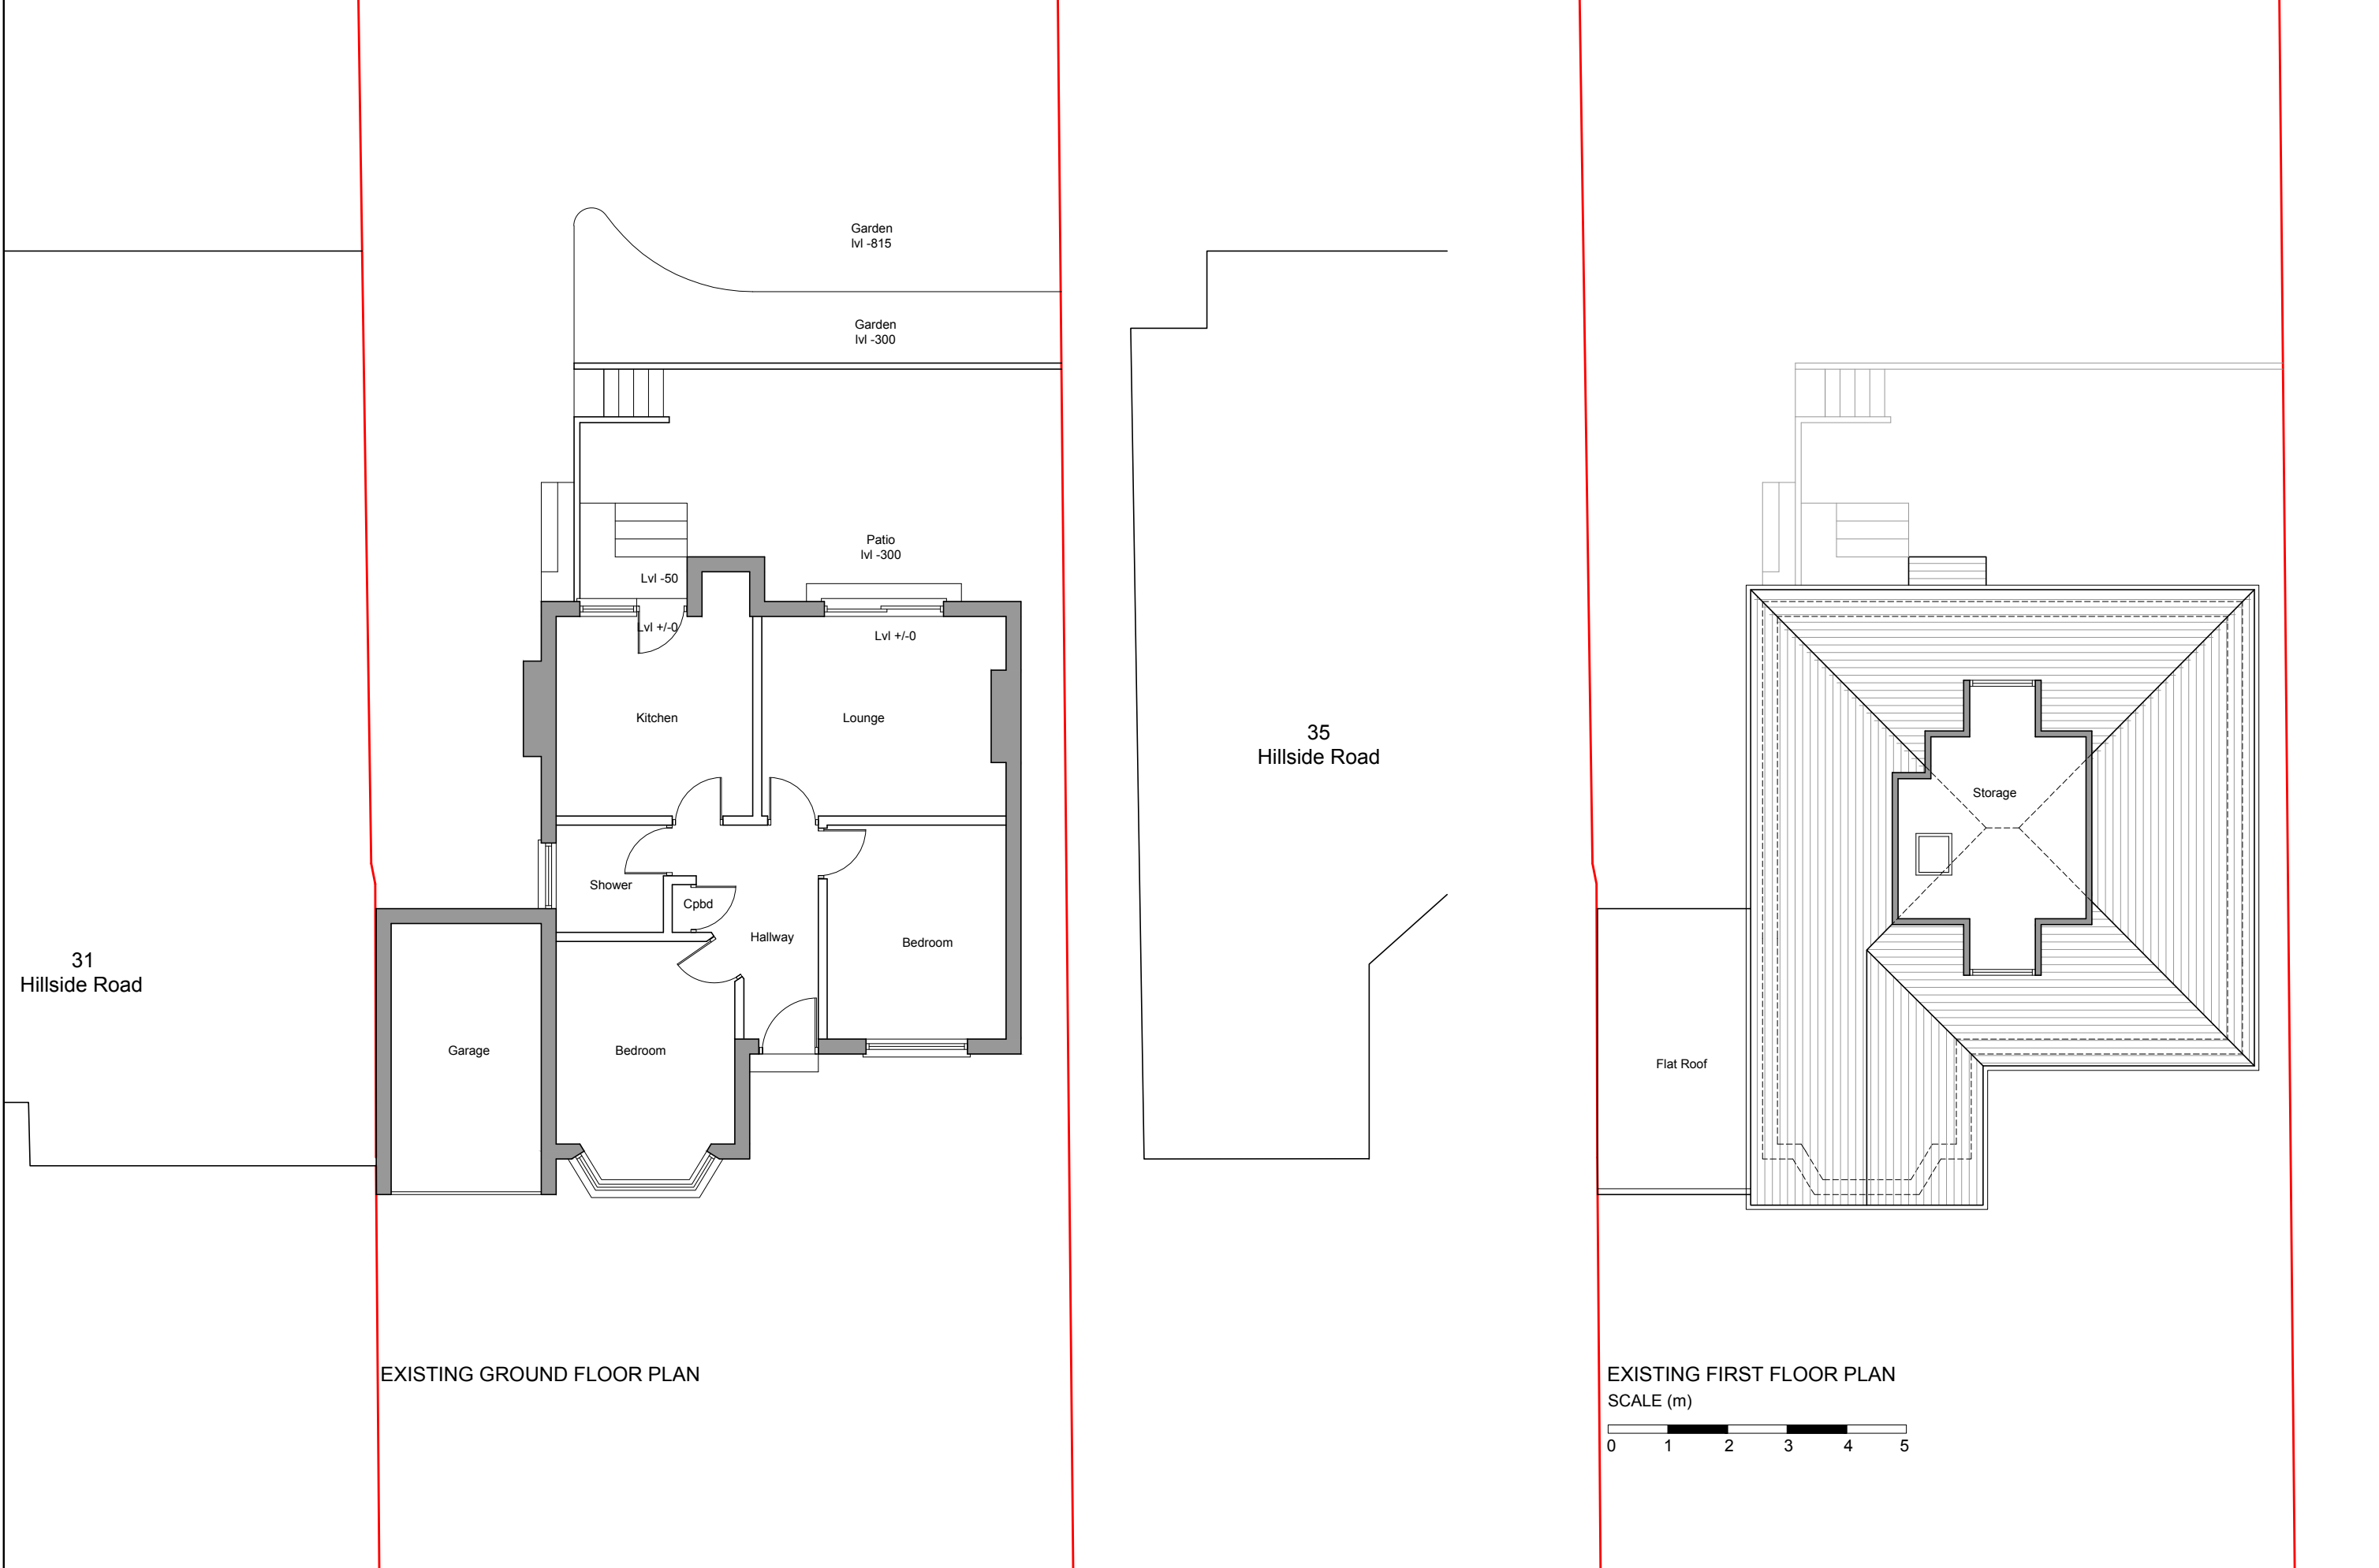 Garden
lvl -815
Garden
lvl -300
Patio
lvl -300
Lvl -50
Lvl +/-0
Lvl +/-0
Kitchen
Lounge
35
Hillside Road
Storage
Shower
Cpbd
Hallway
Bedroom
31
Hillside Road
Garage
Bedroom
Flat Roof
EXISTING GROUND FLOOR PLAN
EXISTING FIRST FLOOR PLAN
SCALE (m)
0 1 2 3 4 5